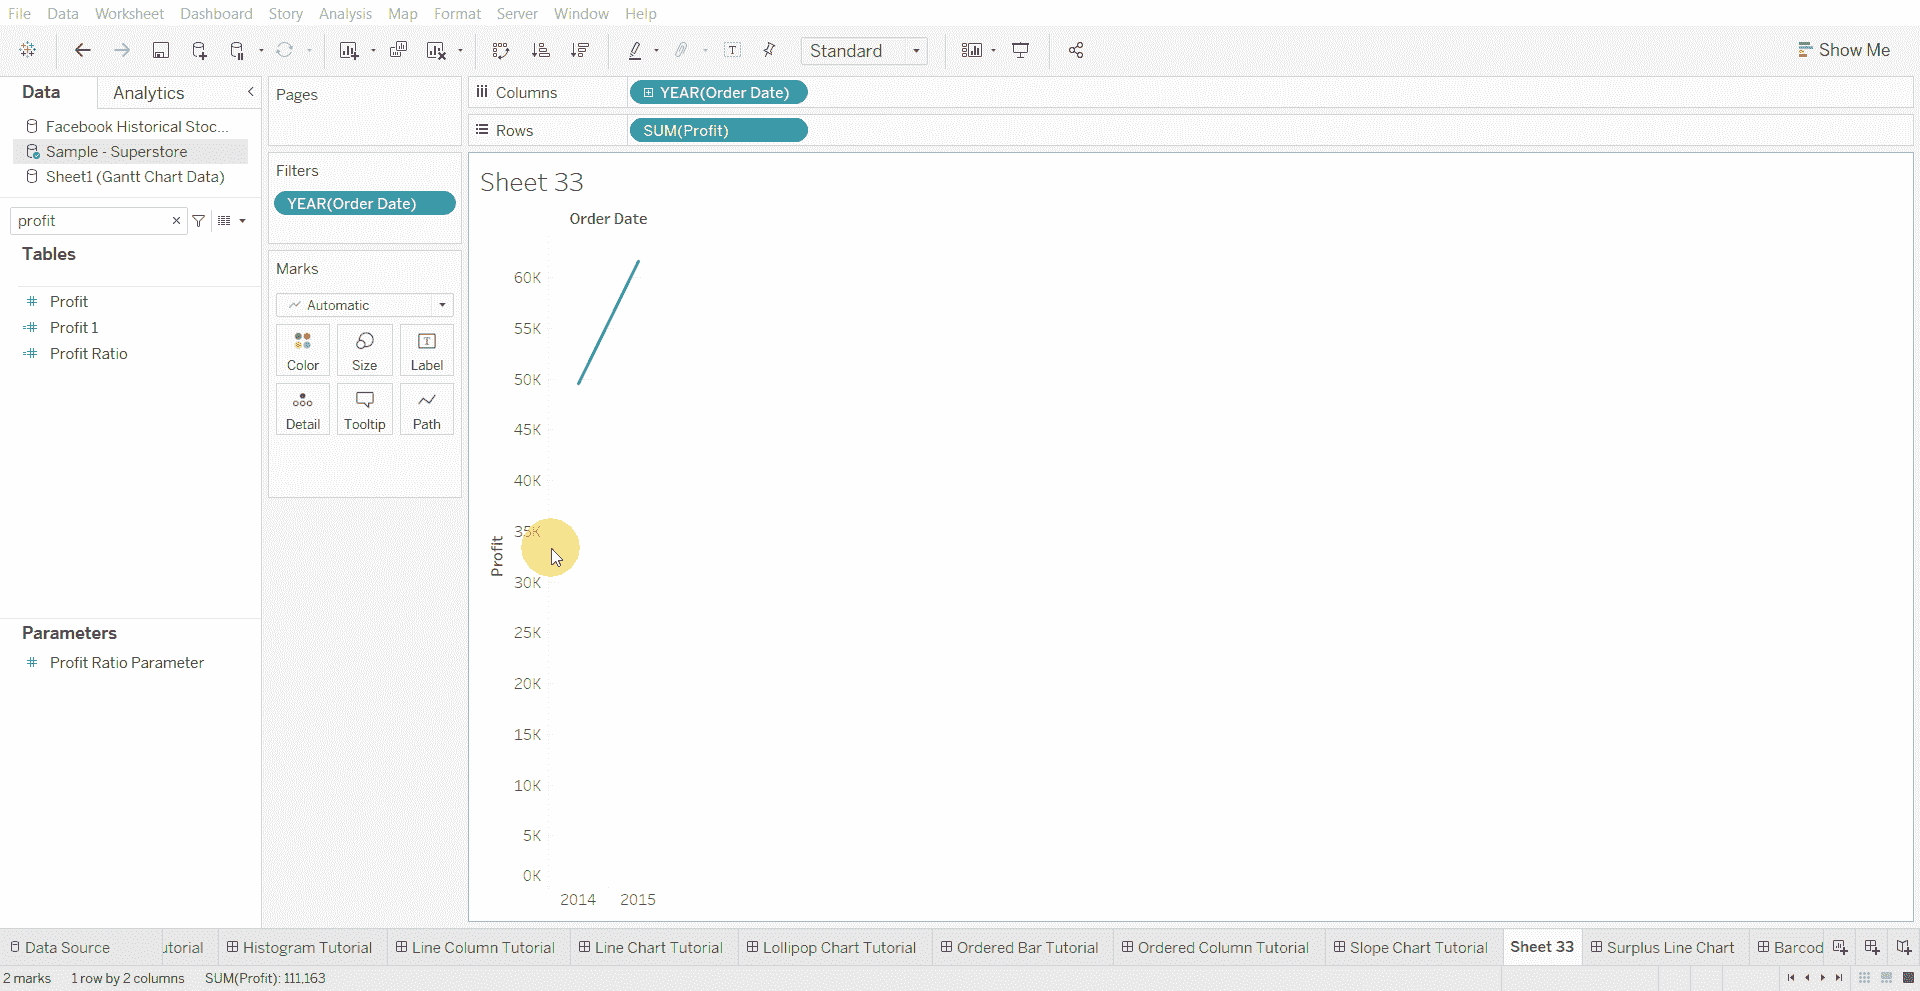 File Data Worksheet Dashboard Story Analysis Map Format Server Window Help
Standard
Show Me
Data Analytics
Facebook Historical Stoc...
Sample - Superstore
Sheet1 (Gantt Chart Data)
profit
Tables
Profit
Profit 1
Profit Ratio
Parameters
Profit Ratio Parameter
Pages
Filters
YEAR(Order Date)
Marks
Automatic
Color Size Label
Detail Tooltip Path
Columns YEAR(Order Date)
Rows SUM(Profit)
Sheet 33
Order Date
60K
55K
50K
45K
40K
35K
30K
25K
20K
15K
10K
5K
0K
Profit
2014 2015
Data Source utorial Histogram Tutorial Line Column Tutorial Line Chart Tutorial Lollipop Chart Tutorial Ordered Bar Tutorial Ordered Column Tutorial Slope Chart Tutorial Sheet 33 Surplus Line Chart Barcod
2 marks 1 row by 2 columns SUM(Profit): 111,163